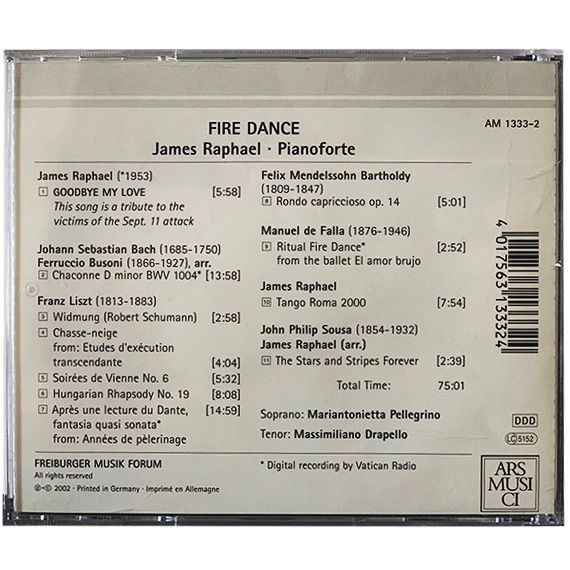 FIRE DANCE
AM 1333-2
James Raphael · Pianoforte
James Raphael (*1953)
1 GOODBYE MY LOVE [5:58]
This song is a tribute to the
victims of the Sept. 11 attack
Johann Sebastian Bach (1685-1750)
Ferruccio Busoni (1866-1927), arr.
2 Chaconne D minor BWV 1004* [13:58]
Franz Liszt (1813-1883)
3 Widmung (Robert Schumann) [2:58]
4 Chasse-neige
from: Etudes d'exécution
transcendante [4:04]
5 Soirées de Vienne No. 6 [5:32]
6 Hungarian Rhapsody No. 19 [8:08]
7 Après une lecture du Dante, [14:59]
fantasia quasi sonata*
from: Années de pèlerinage
Felix Mendelssohn Bartholdy
(1809-1847)
8 Rondo capriccioso op. 14 [5:01]
Manuel de Falla (1876-1946)
9 Ritual Fire Dance* [2:52]
from the ballet El amor brujo
James Raphael
10 Tango Roma 2000 [7:54]
John Philip Sousa (1854-1932)
James Raphael (arr.)
11 The Stars and Stripes Forever [2:39]
Total Time: 75:01
Soprano: Mariantonietta Pellegrino
Tenor: Massimiliano Drapello
4 017563 133324
DDD
LC 5152
FREIBURGER MUSIK FORUM
All rights reserved
℗-© 2002 · Printed in Germany · Imprimé en Allemagne
* Digital recording by Vatican Radio
ARS
MUSI
CI